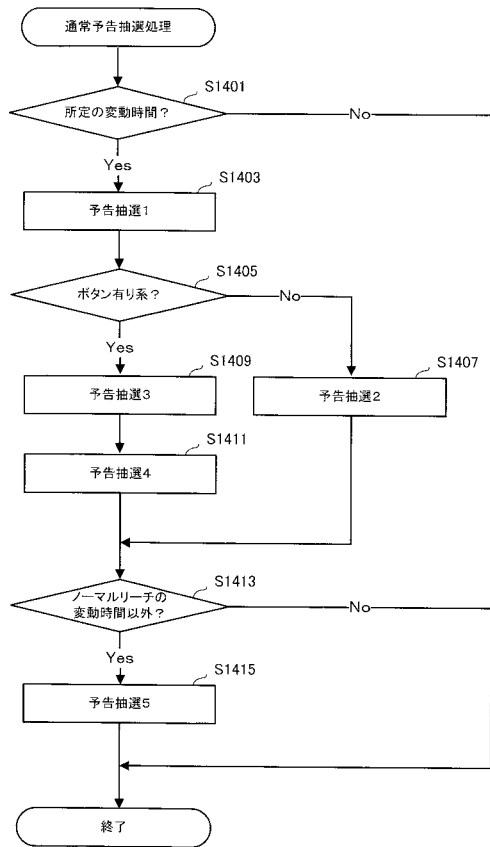 通常予告抽選処理
S1401
所定の変動時間？
No
Yes
S1403
予告抽選1
S1405
ボタン有り系？
No
Yes
S1409
予告抽選3
S1407
予告抽選2
S1411
予告抽選4
S1413
ノーマルリーチの
変動時間以外？
No
Yes
S1415
予告抽選5
終了